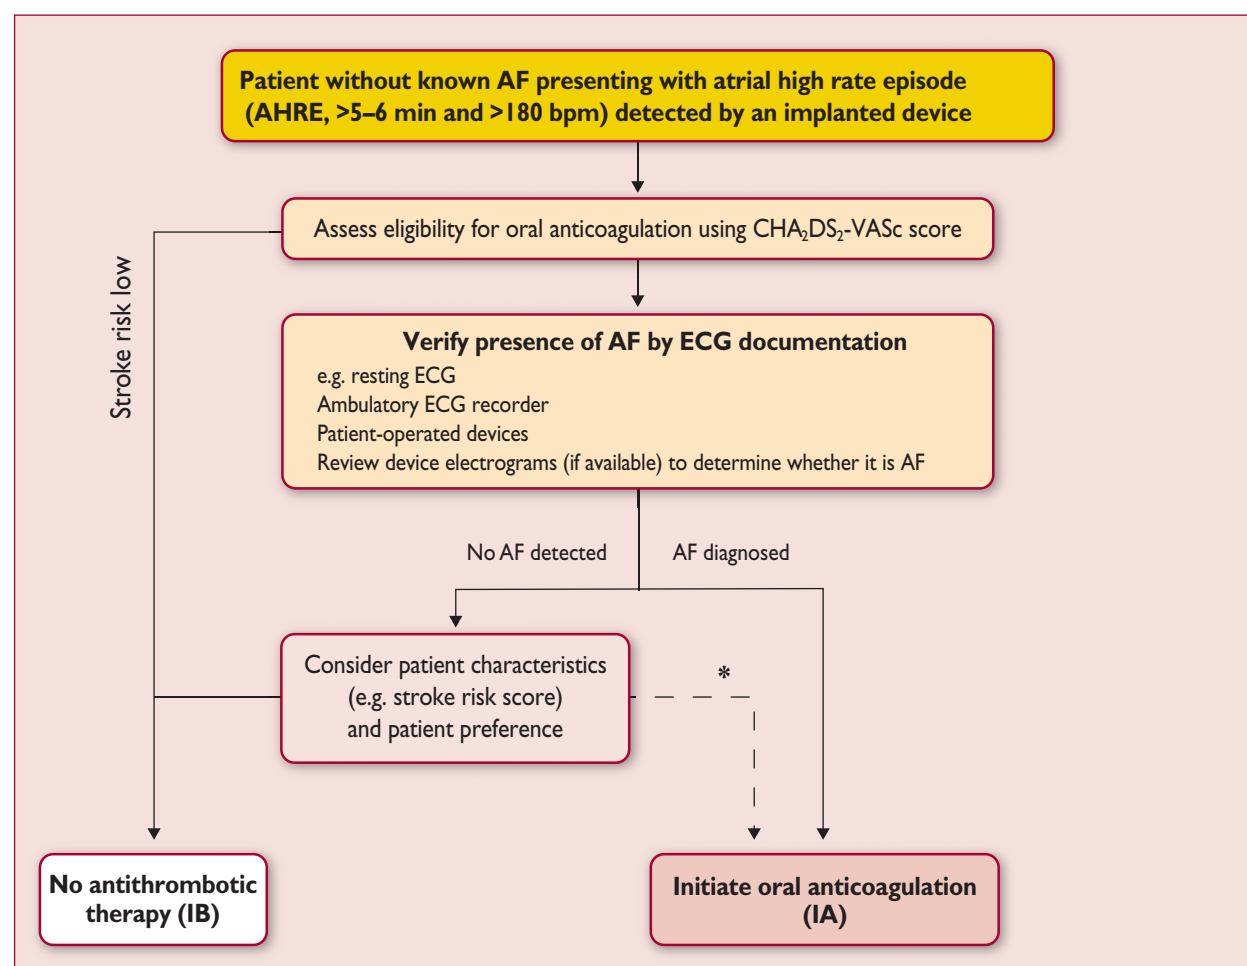 Patient without known AF presenting with atrial high rate episode
(AHRE, >5–6 min and >180 bpm) detected by an implanted device
Assess eligibility for oral anticoagulation using CHA₂DS₂-VASc score
Stroke risk low
Verify presence of AF by ECG documentation
e.g. resting ECG
Ambulatory ECG recorder
Patient-operated devices
Review device electrograms (if available) to determine whether it is AF
No AF detected
AF diagnosed
Consider patient characteristics
(e.g. stroke risk score)
and patient preference
*
No antithrombotic
therapy (IB)
Initiate oral anticoagulation
(IA)